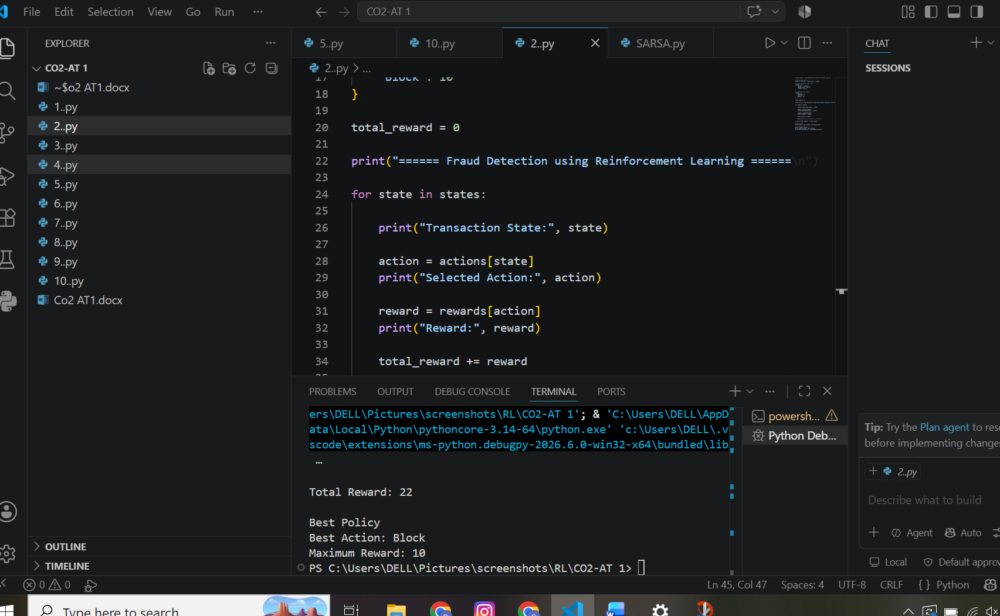 File Edit Selection View Go Run ...
CO2-AT 1
EXPLORER
CO2-AT 1
~$o2 AT1.docx
1..py
2..py
3..py
4..py
5..py
6..py
7..py
8..py
9..py
10..py
Co2 AT1.docx
OUTLINE
TIMELINE
5..py 10..py 2..py SARSA.py
2..py > ...
17 "Block": 10
18 }
19
20 total_reward = 0
21
22 print("====== Fraud Detection using Reinforcement Learning ======\n")
23
24 for state in states:
25
26 print("Transaction State:", state)
27
28 action = actions[state]
29 print("Selected Action:", action)
30
31 reward = rewards[action]
32 print("Reward:", reward)
33
34 total_reward += reward
35
PROBLEMS OUTPUT DEBUG CONSOLE TERMINAL PORTS
ers\DELL\Pictures\screenshots\RL\CO2-AT 1'; & 'C:\Users\DELL\AppD
ata\Local\Python\pythoncore-3.14-64\python.exe' 'c:\Users\DELL\.v
scode\extensions\ms-python.debugpy-2026.6.0-win32-x64\bundled\lib
...
Total Reward: 22
Best Policy
Best Action: Block
Maximum Reward: 10
PS C:\Users\DELL\Pictures\screenshots\RL\CO2-AT 1>
powersh...
Python Deb...
CHAT
SESSIONS
Tip: Try the Plan agent to rese
before implementing changes
2..py
Describe what to build
Agent Auto
Local Default approv
0 0
Ln 45, Col 47 Spaces: 4 UTF-8 CRLF { } Python
Type here to search